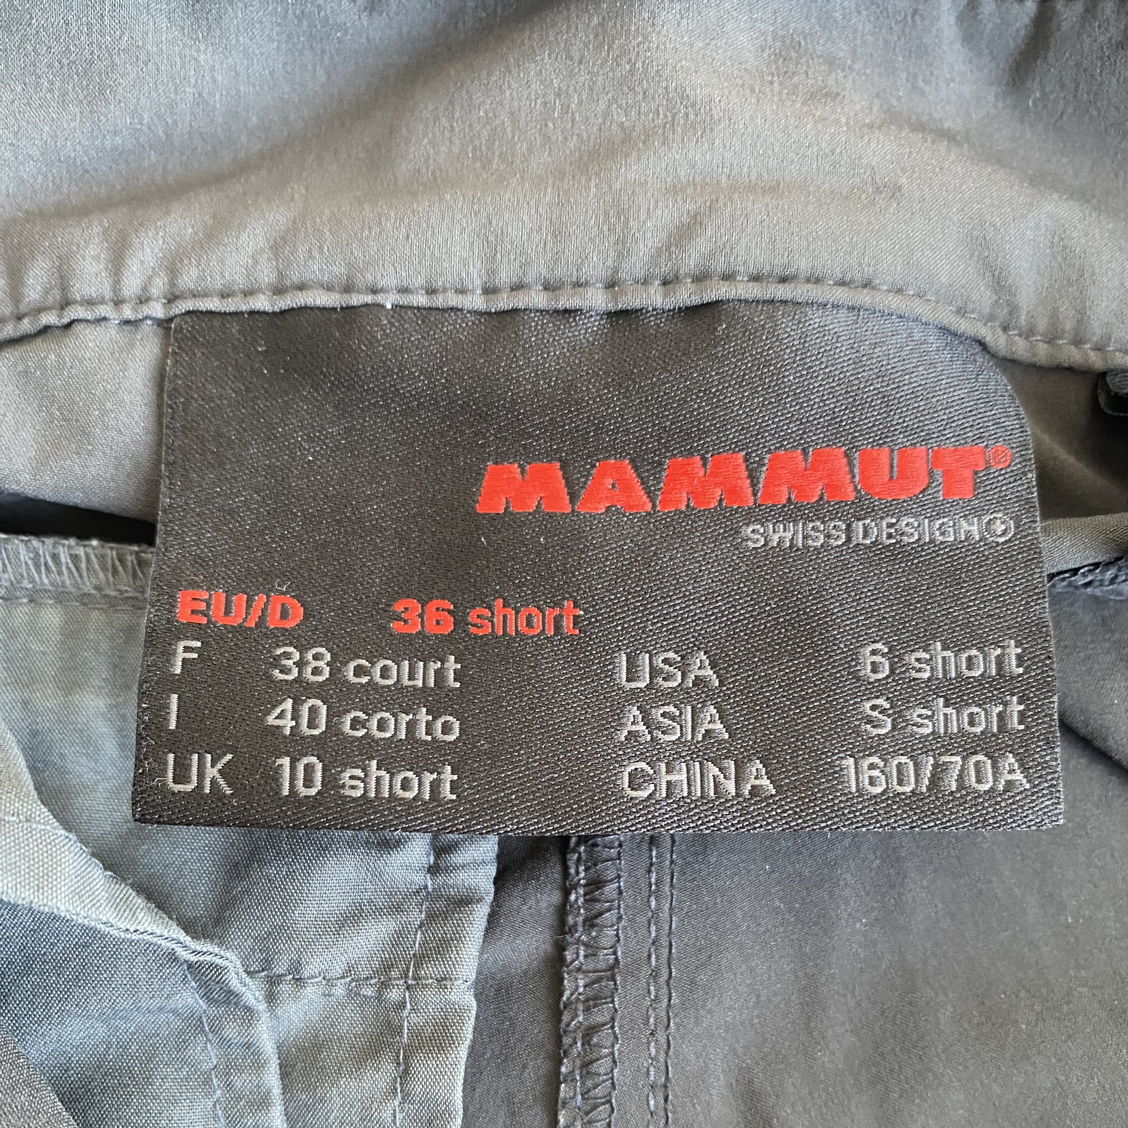 MAMMUT®
SWISS DESIGN
EU/D 36 short
F 38 court USA 6 short
I 40 corto ASIA S short
UK 10 short CHINA 160/70A